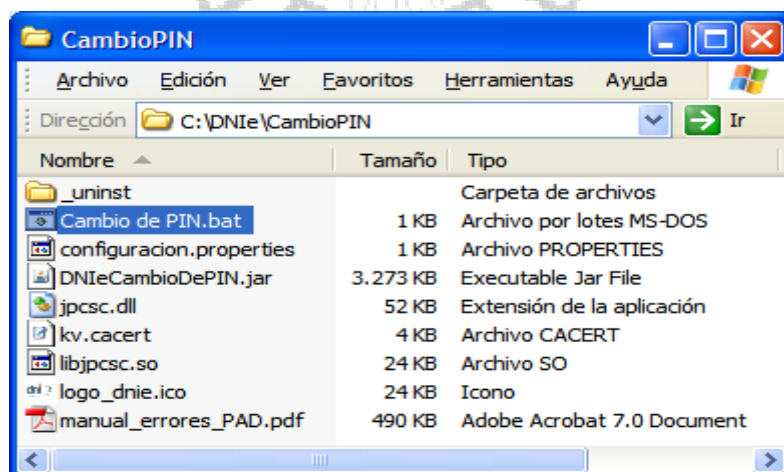 CambioPIN
Archivo Edición Ver Favoritos Herramientas Ayuda
Dirección C:\DNIe\CambioPIN Ir
Nombre Tamaño Tipo
_uninst Carpeta de archivos
Cambio de PIN.bat 1 KB Archivo por lotes MS-DOS
configuracion.properties 1 KB Archivo PROPERTIES
DNIeCambioDePIN.jar 3.273 KB Executable Jar File
jpcsc.dll 52 KB Extensión de la aplicación
kv.cacert 4 KB Archivo CACERT
libjpcsc.so 24 KB Archivo SO
logo_dnie.ico 24 KB Icono
manual_errores_PAD.pdf 490 KB Adobe Acrobat 7.0 Document